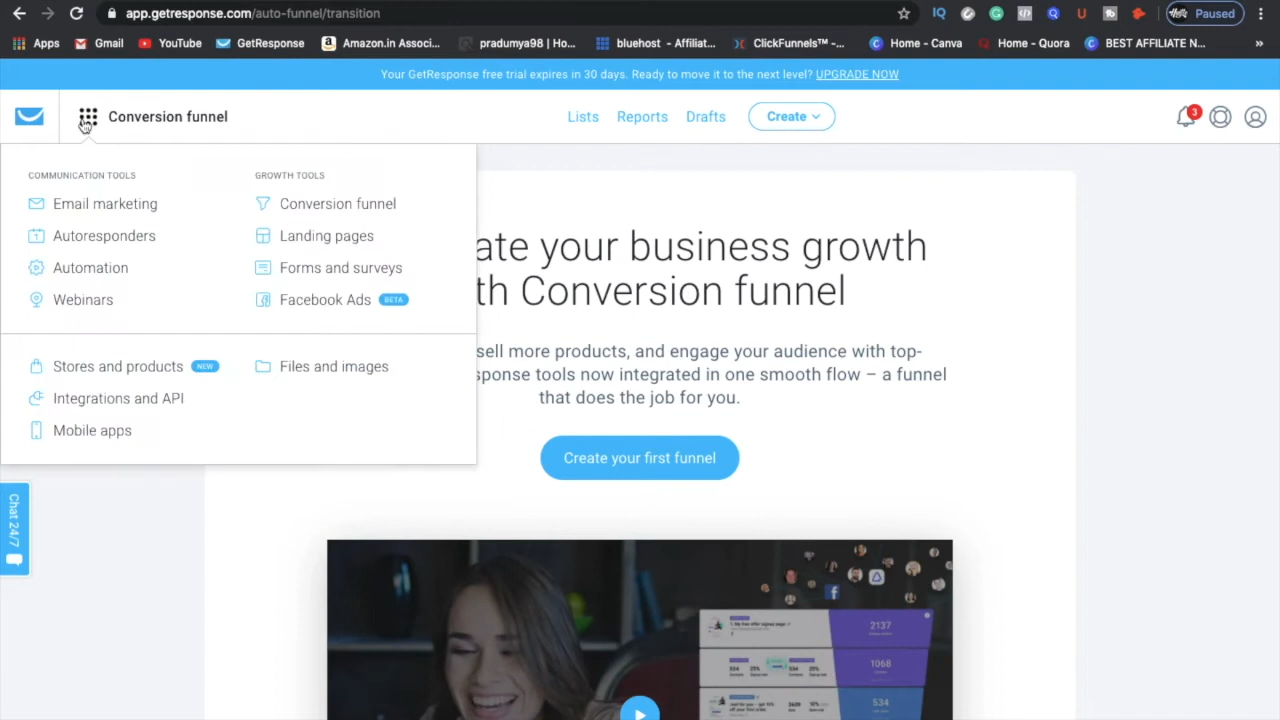 app.getresponse.com/auto-funnel/transition
Paused
Apps
Gmail
YouTube
GetResponse
Amazon.in Associ...
pradumya98 | Ho...
bluehost - Affiliat...
ClickFunnels™ -...
Home - Canva
Home - Quora
BEST AFFILIATE N...
Your GetResponse free trial expires in 30 days. Ready to move it to the next level? UPGRADE NOW
Conversion funnel
Lists
Reports
Drafts
Create
3
COMMUNICATION TOOLS
Email marketing
Autoresponders
Automation
Webinars
GROWTH TOOLS
Conversion funnel
Landing pages
Forms and surveys
Facebook Ads BETA
Stores and products NEW
Integrations and API
Mobile apps
Files and images
ate your business growth
th Conversion funnel
sell more products, and engage your audience with top-
sponse tools now integrated in one smooth flow – a funnel
that does the job for you.
Create your first funnel
Chat 24/7
2137
1068
534